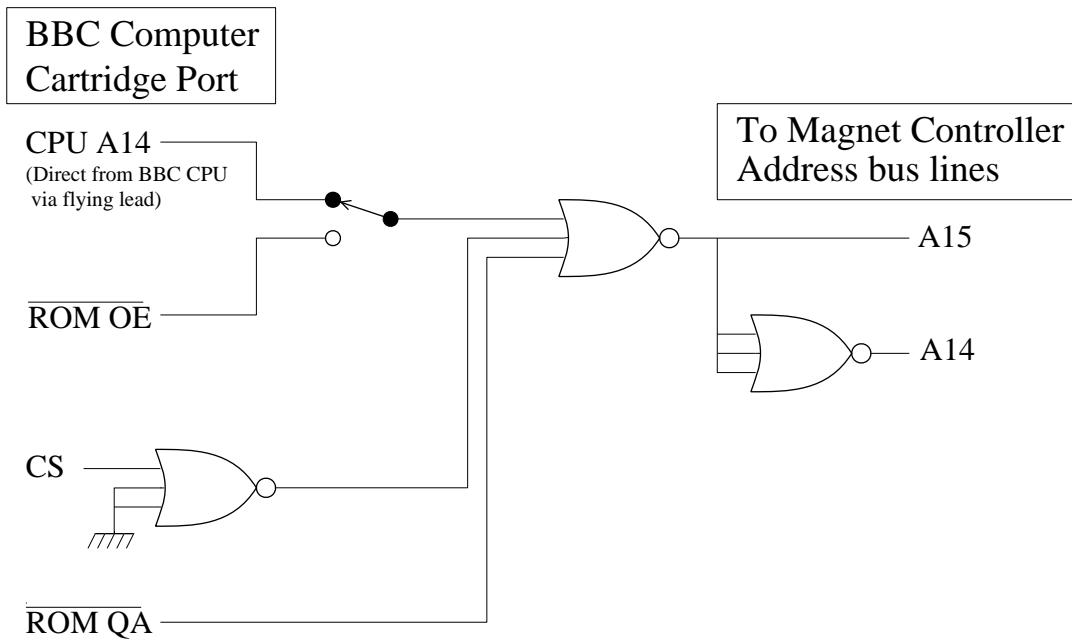 BBC Computer
Cartridge Port
CPU A14
(Direct from BBC CPU
via flying lead)
To Magnet Controller
Address bus lines
A15
ROM OE
A14
CS
ROM QA